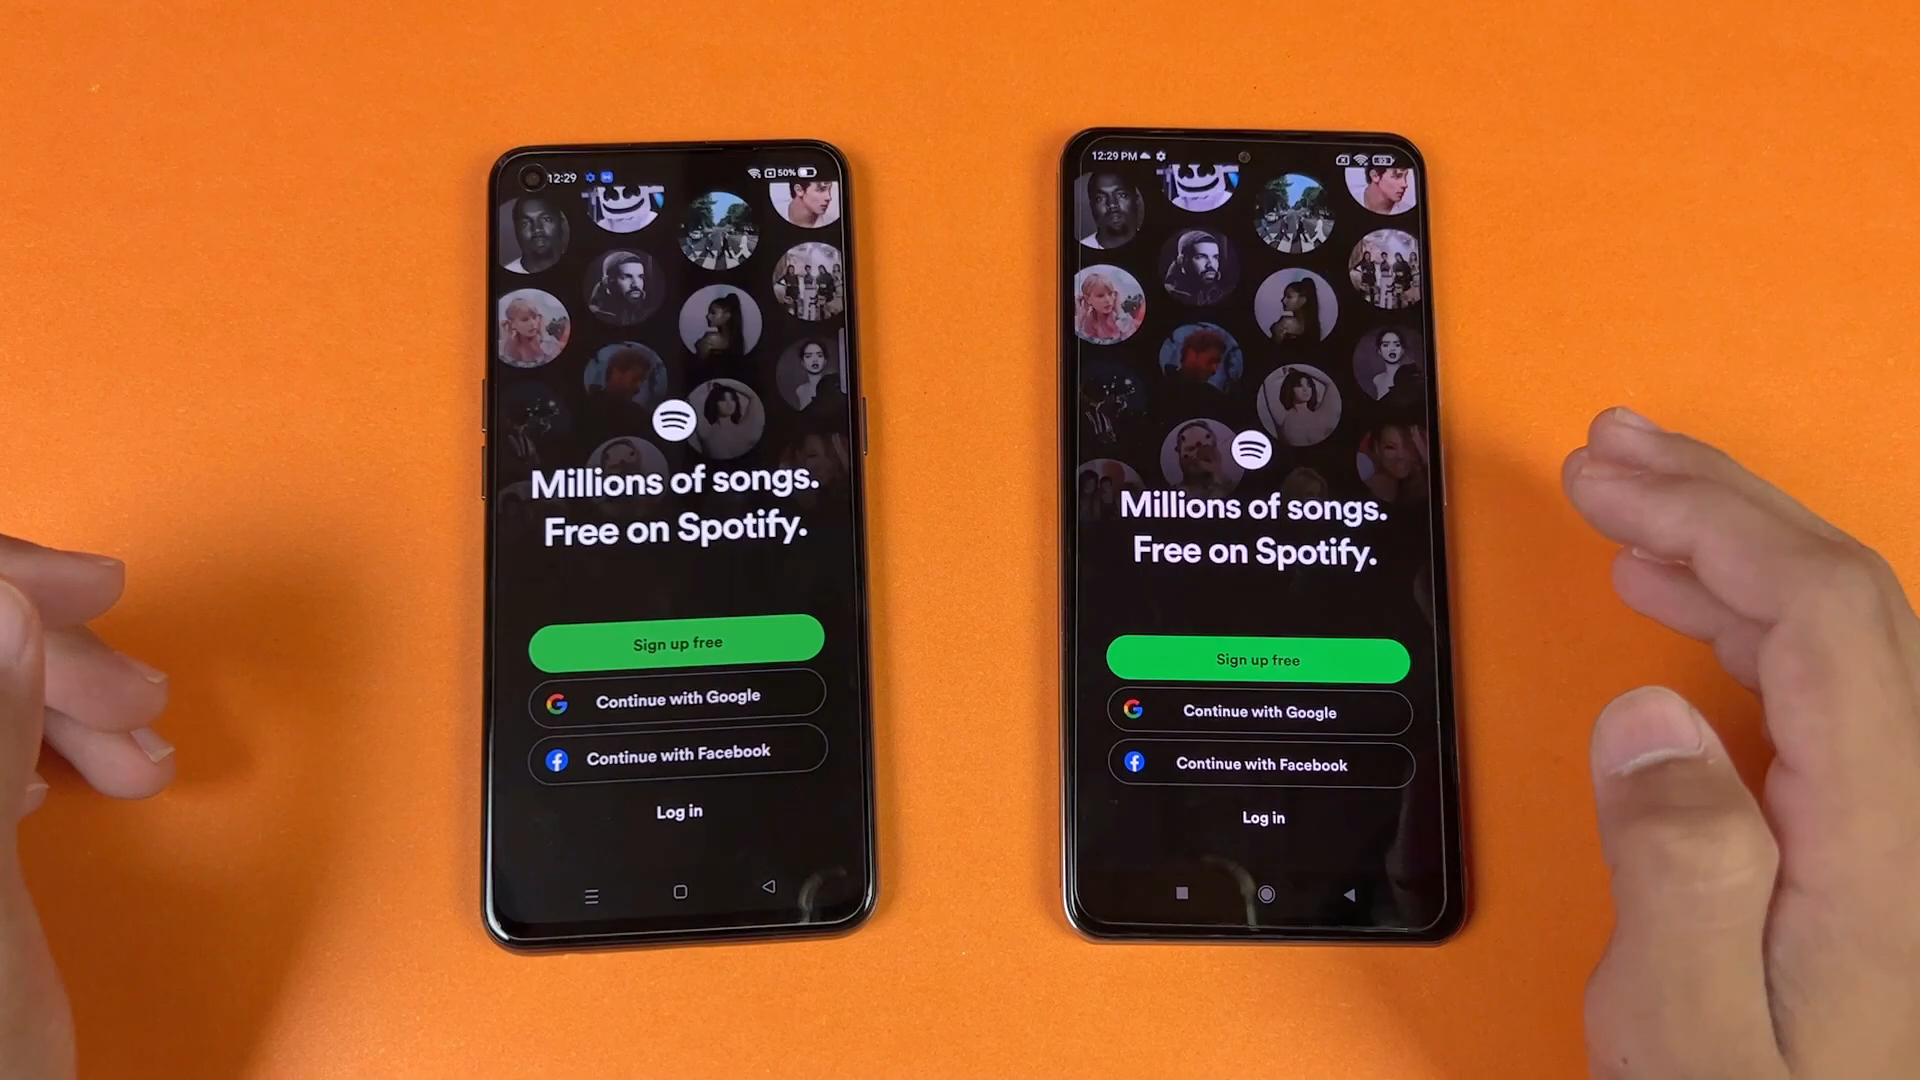 12:29
50%
Millions of songs.
Free on Spotify.
Sign up free
Continue with Google
Continue with Facebook
Log in
12:29 PM
Millions of songs.
Free on Spotify.
Sign up free
Continue with Google
Continue with Facebook
Log in